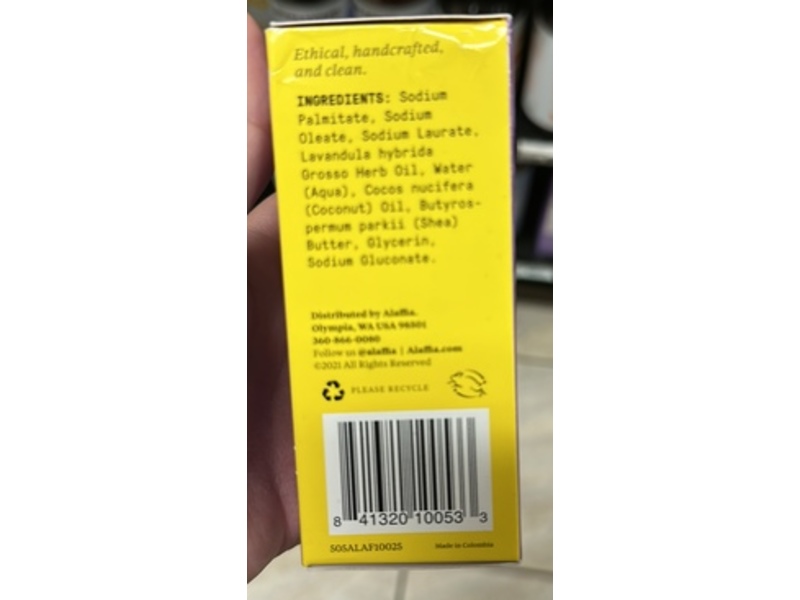 Ethical, handcrafted,
and clean.
INGREDIENTS: Sodium
Palmitate, Sodium
Oleate, Sodium Laurate,
Lavandula hybrida
Grosso Herb Oil, Water
(Aqua), Cocos nucifera
(Coconut) Oil, Butyros-
permum parkii (Shea)
Butter, Glycerin,
Sodium Gluconate.
Distributed by Alaffia.
Olympia, WA USA 98501
360-866-0080
Follow us @alaffia | Alaffia.com
©2021 All Rights Reserved
PLEASE RECYCLE
8 41320 10053 3
505ALAF10025 Made in Colombia